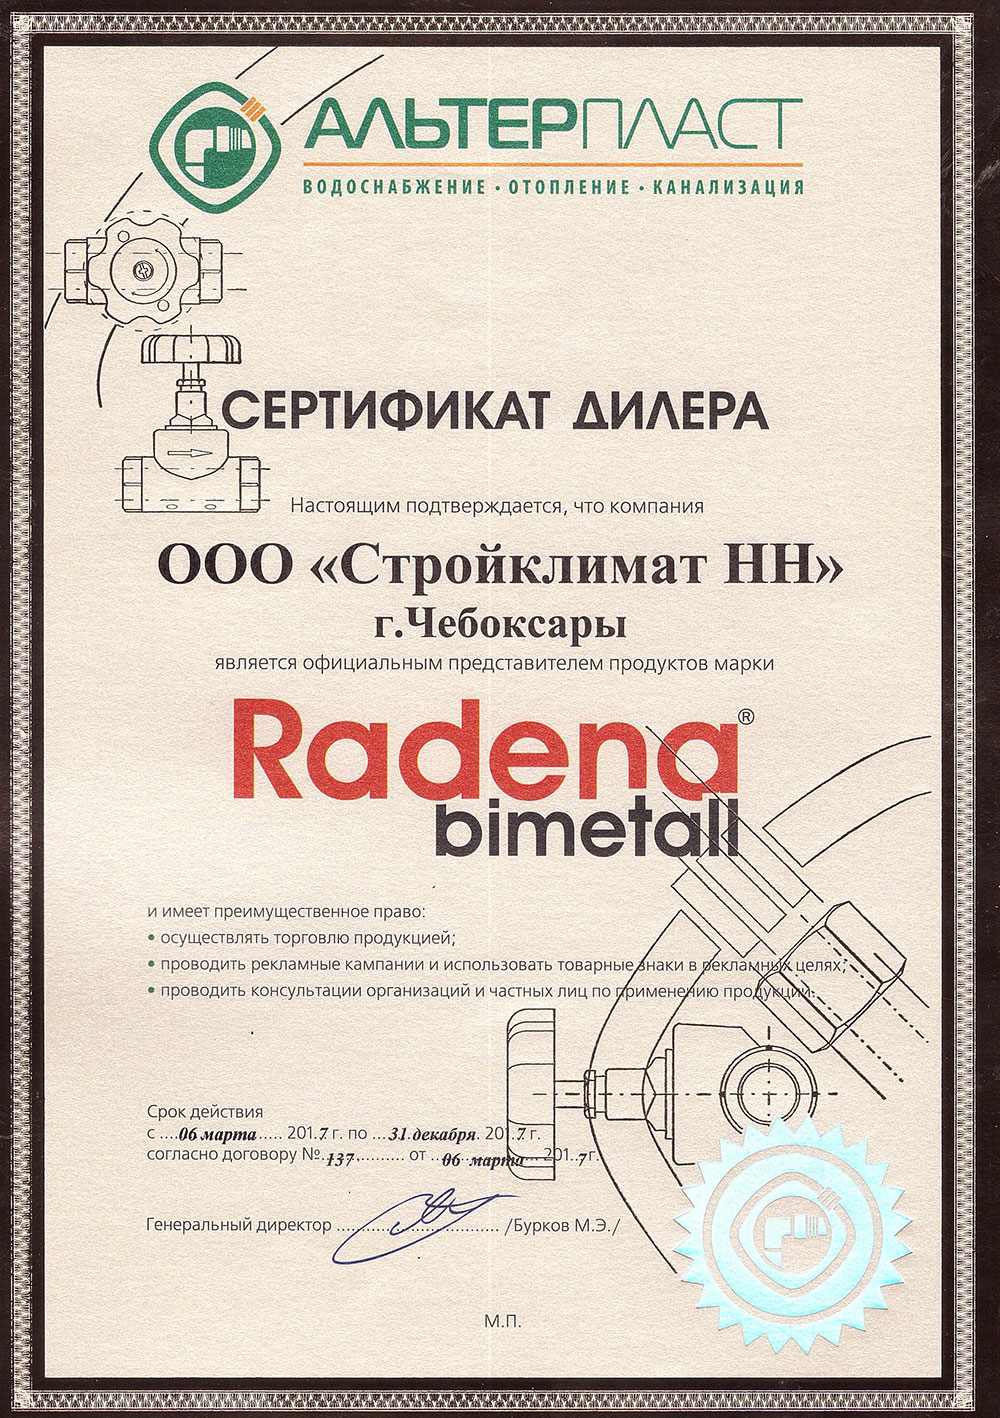 АЛЬТЕРПЛАСТ
ВОДОСНАБЖЕНИЕ · ОТОПЛЕНИЕ · КАНАЛИЗАЦИЯ
СЕРТИФИКАТ ДИЛЕРА
Настоящим подтверждается, что компания
ООО «Стройклимат НН»
г.Чебоксары
является официальным представителем продуктов марки
Radena®
bimetall
и имеет преимущественное право:
• осуществлять торговлю продукцией;
• проводить рекламные кампании и использовать товарные знаки в рекламных целях;
• проводить консультации организаций и частных лиц по применению продукции.
Срок действия
с ....06 марта..... 201.7 г. по ...31 декабря. 201.7 г.
согласно договору №.137........... от ...06 марта... 201..7 г.
Генеральный директор ............................. /Бурков М.Э./
М.П.